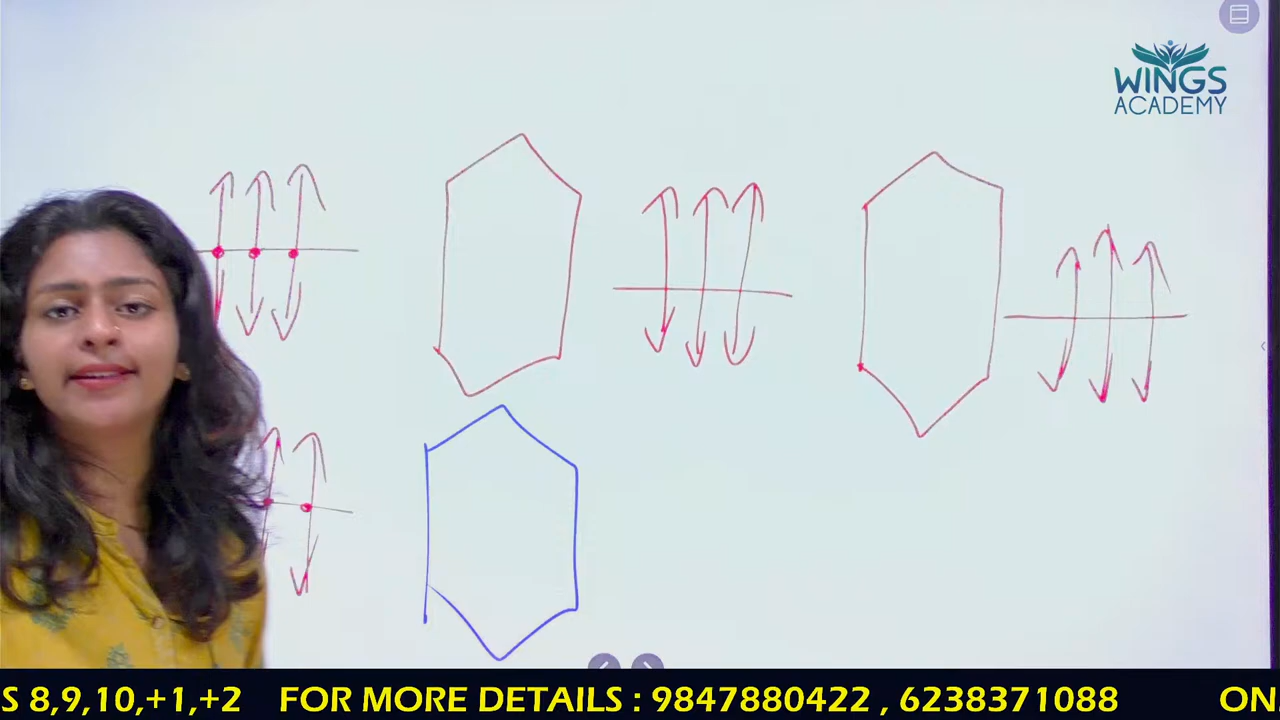 WINGS
ACADEMY
S 8,9,10,+1,+2 FOR MORE DETAILS : 9847880422 , 6238371088 ON